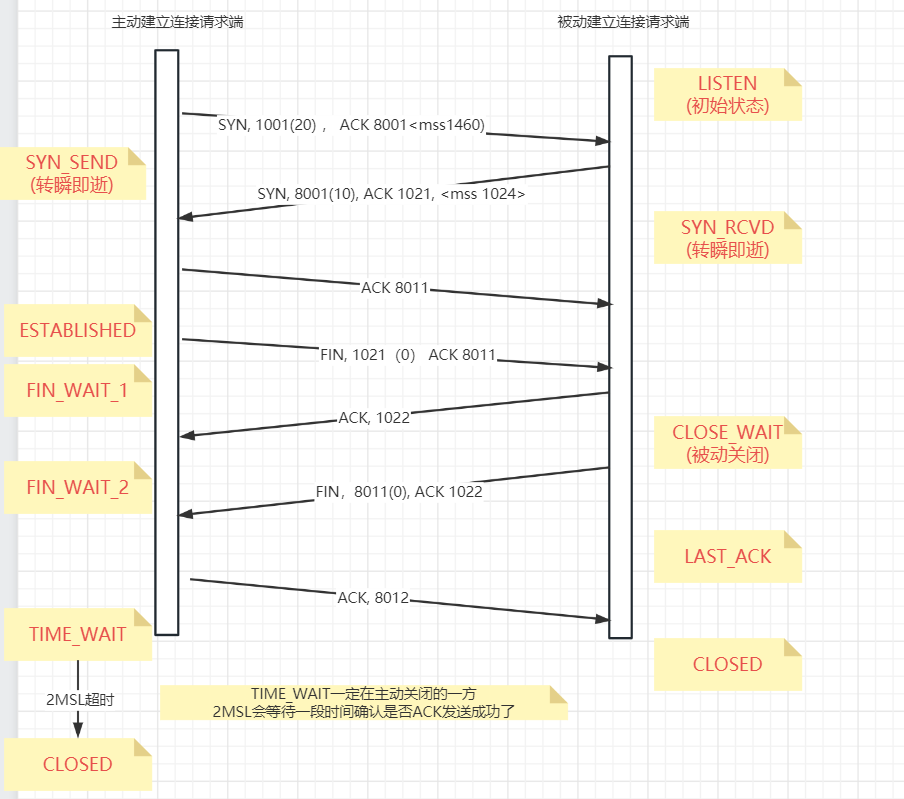 主动建立连接请求端
被动建立连接请求端
LISTEN
(初始状态)
SYN, 1001(20) ， ACK 8001<mss1460)
SYN_SEND
(转瞬即逝)
SYN, 8001(10), ACK 1021, <mss 1024>
SYN_RCVD
(转瞬即逝)
ACK 8011
ESTABLISHED
FIN, 1021（0） ACK 8011
FIN_WAIT_1
ACK, 1022
CLOSE_WAIT
(被动关闭)
FIN_WAIT_2
FIN，8011(0), ACK 1022
LAST_ACK
ACK, 8012
TIME_WAIT
CLOSED
2MSL超时
TIME_WAIT一定在主动关闭的一方
2MSL会等待一段时间确认是否ACK发送成功了
CLOSED